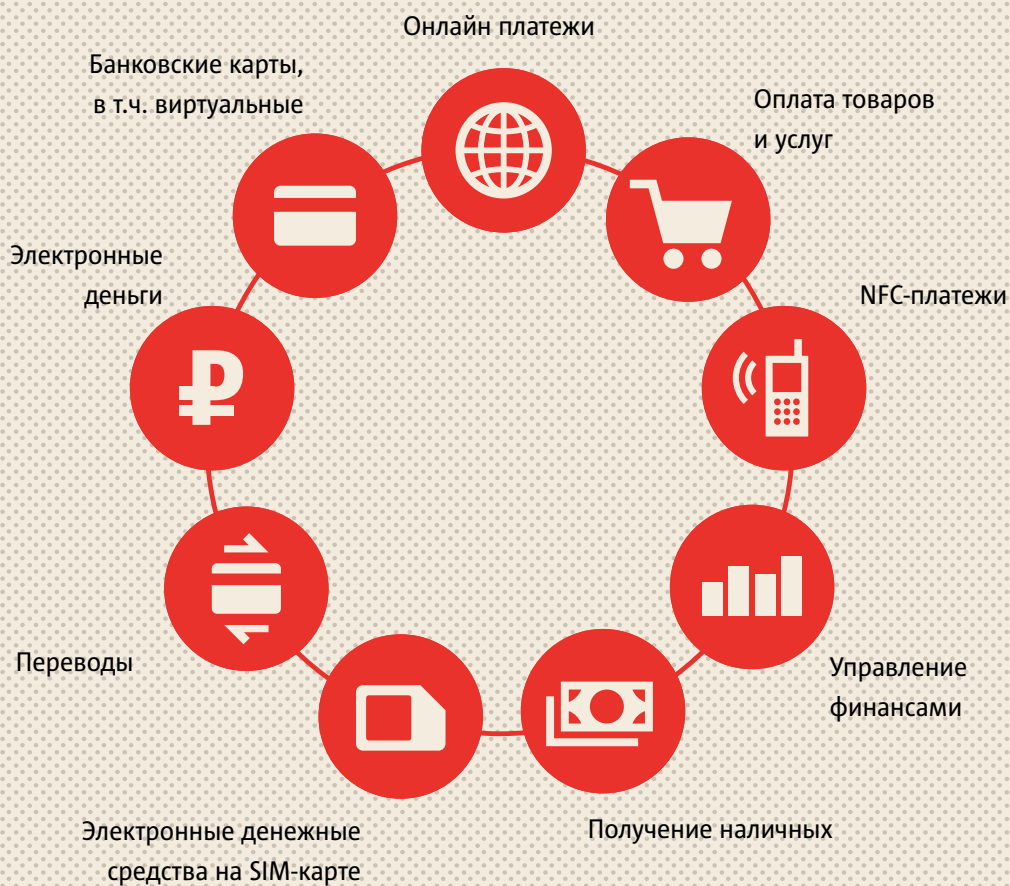 Онлайн платежи
Банковские карты,
в т.ч. виртуальные
Оплата товаров
и услуг
Электронные
деньги
NFC-платежи
Переводы
Управление
финансами
Электронные денежные
средства на SIM-карте
Получение наличных